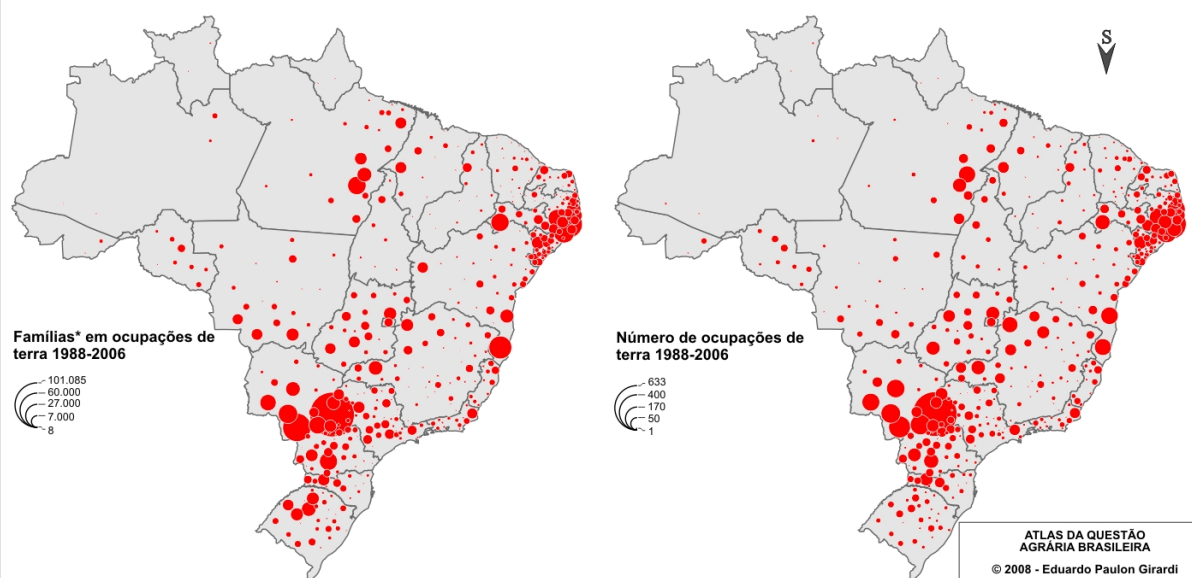 S
Famílias* em ocupações de
terra 1988-2006
101.085
60.000
27.000
7.000
8
Número de ocupações de
terra 1988-2006
633
400
170
50
1
ATLAS DA QUESTÃO
AGRÁRIA BRASILEIRA
© 2008 - Eduardo Paulon Girardi